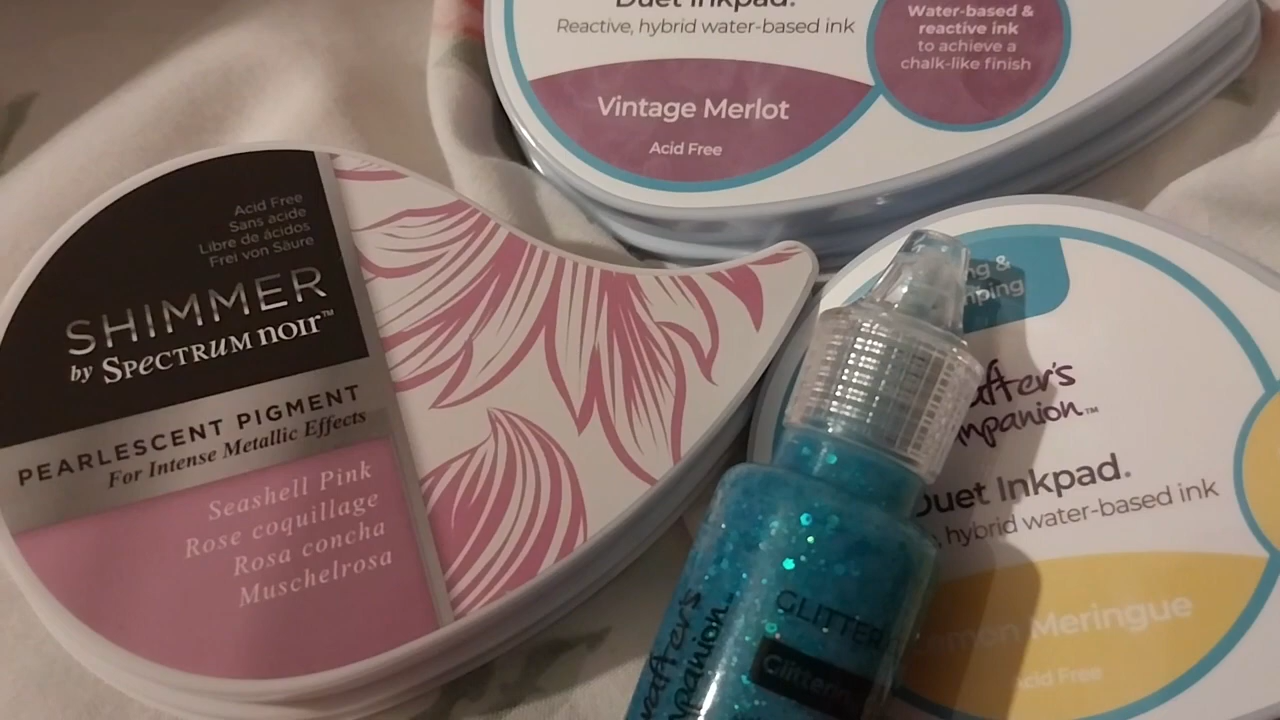 Duet Inkpad.
Reactive, hybrid water-based ink
Vintage Merlot
Acid Free
Water-based &
reactive ink
to achieve a
chalk-like finish
Acid Free
Sans acide
Libre de ácidos
Frei von Säure
SHIMMER
by SPECTRUM noir™
PEARLESCENT PIGMENT
For Intense Metallic Effects
Seashell Pink
Rose coquillage
Rosa concha
Muschelrosa
&
Duet Inkpad.
hybrid water-based ink
Meringue
Acid Free
GLITTER